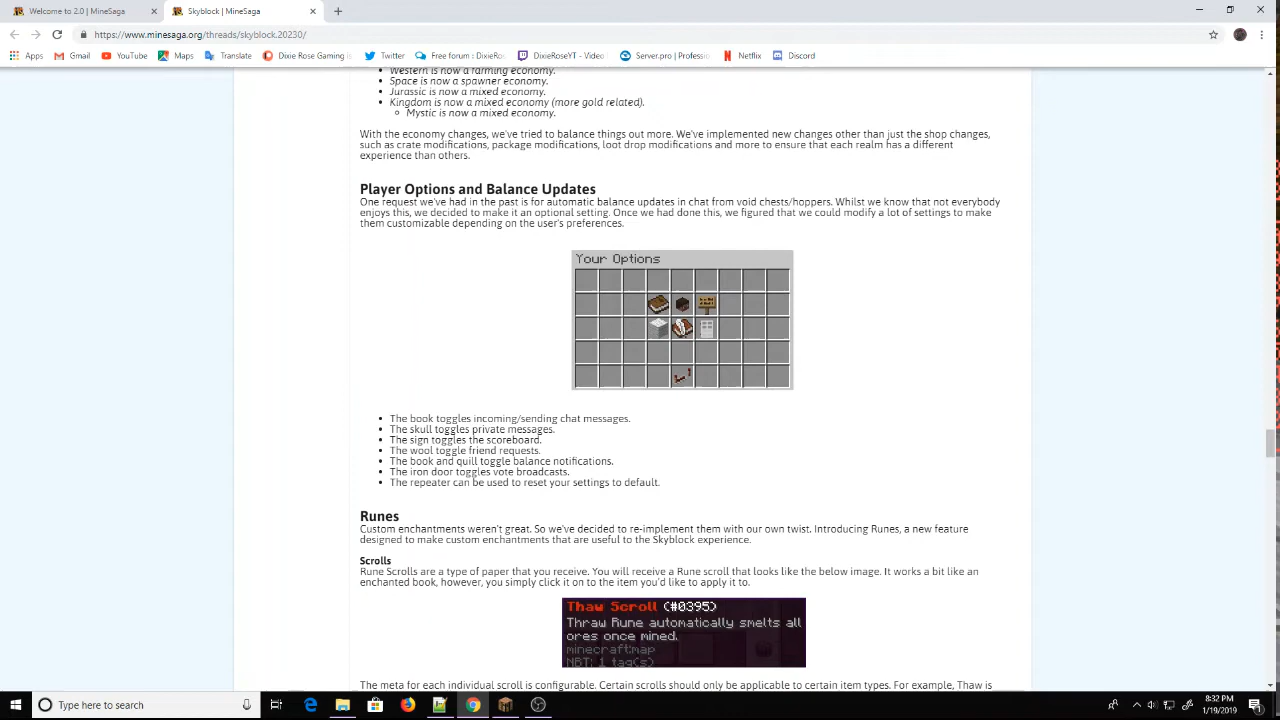 Welcome to 2.0 | MineSaga
Skyblock | MineSaga
https://www.minesaga.org/threads/skyblock.20230/
Apps
Gmail
YouTube
Maps
Translate
Dixie Rose Gaming
Twitter
Free forum : DixieRos
DixieRoseYT - Video
Server.pro | Professi
Netflix
Discord
Western is now a farming economy.
Space is now a spawner economy.
Jurassic is now a mixed economy.
Kingdom is now a mixed economy (more gold related).
Mystic is now a mixed economy.
With the economy changes, we've tried to balance things out more. We've implemented new changes other than just the shop changes,
such as crate modifications, package modifications, loot drop modifications and more to ensure that each realm has a different
experience than others.
Player Options and Balance Updates
One request we've had in the past is for automatic balance updates in chat from void chests/hoppers. Whilst we know that not everybody
enjoys this, we decided to make it an optional setting. Once we had done this, we figured that we could modify a lot of settings to make
them customizable depending on the user's preferences.
Your Options
The book toggles incoming/sending chat messages.
The skull toggles private messages.
The sign toggles the scoreboard.
The wool toggle friend requests.
The book and quill toggle balance notifications.
The iron door toggles vote broadcasts.
The repeater can be used to reset your settings to default.
Runes
Custom enchantments weren't great. So we've decided to re-implement them with our own twist. Introducing Runes, a new feature
designed to make custom enchantments that are useful to the Skyblock experience.
Scrolls
Rune Scrolls are a type of paper that you receive. You will receive a Rune scroll that looks like the below image. It works a bit like an
enchanted book, however, you simply click it on to the item you'd like to apply it to.
Thaw Scroll (#0395)
Thraw Rune automatically smelts all
ores once mined.
minecraft:map
NBT: 1 tag(s)
The meta for each individual scroll is configurable. Certain scrolls should only be applicable to certain item types. For example, Thaw is
Type here to search
8:32 PM
1/19/2019